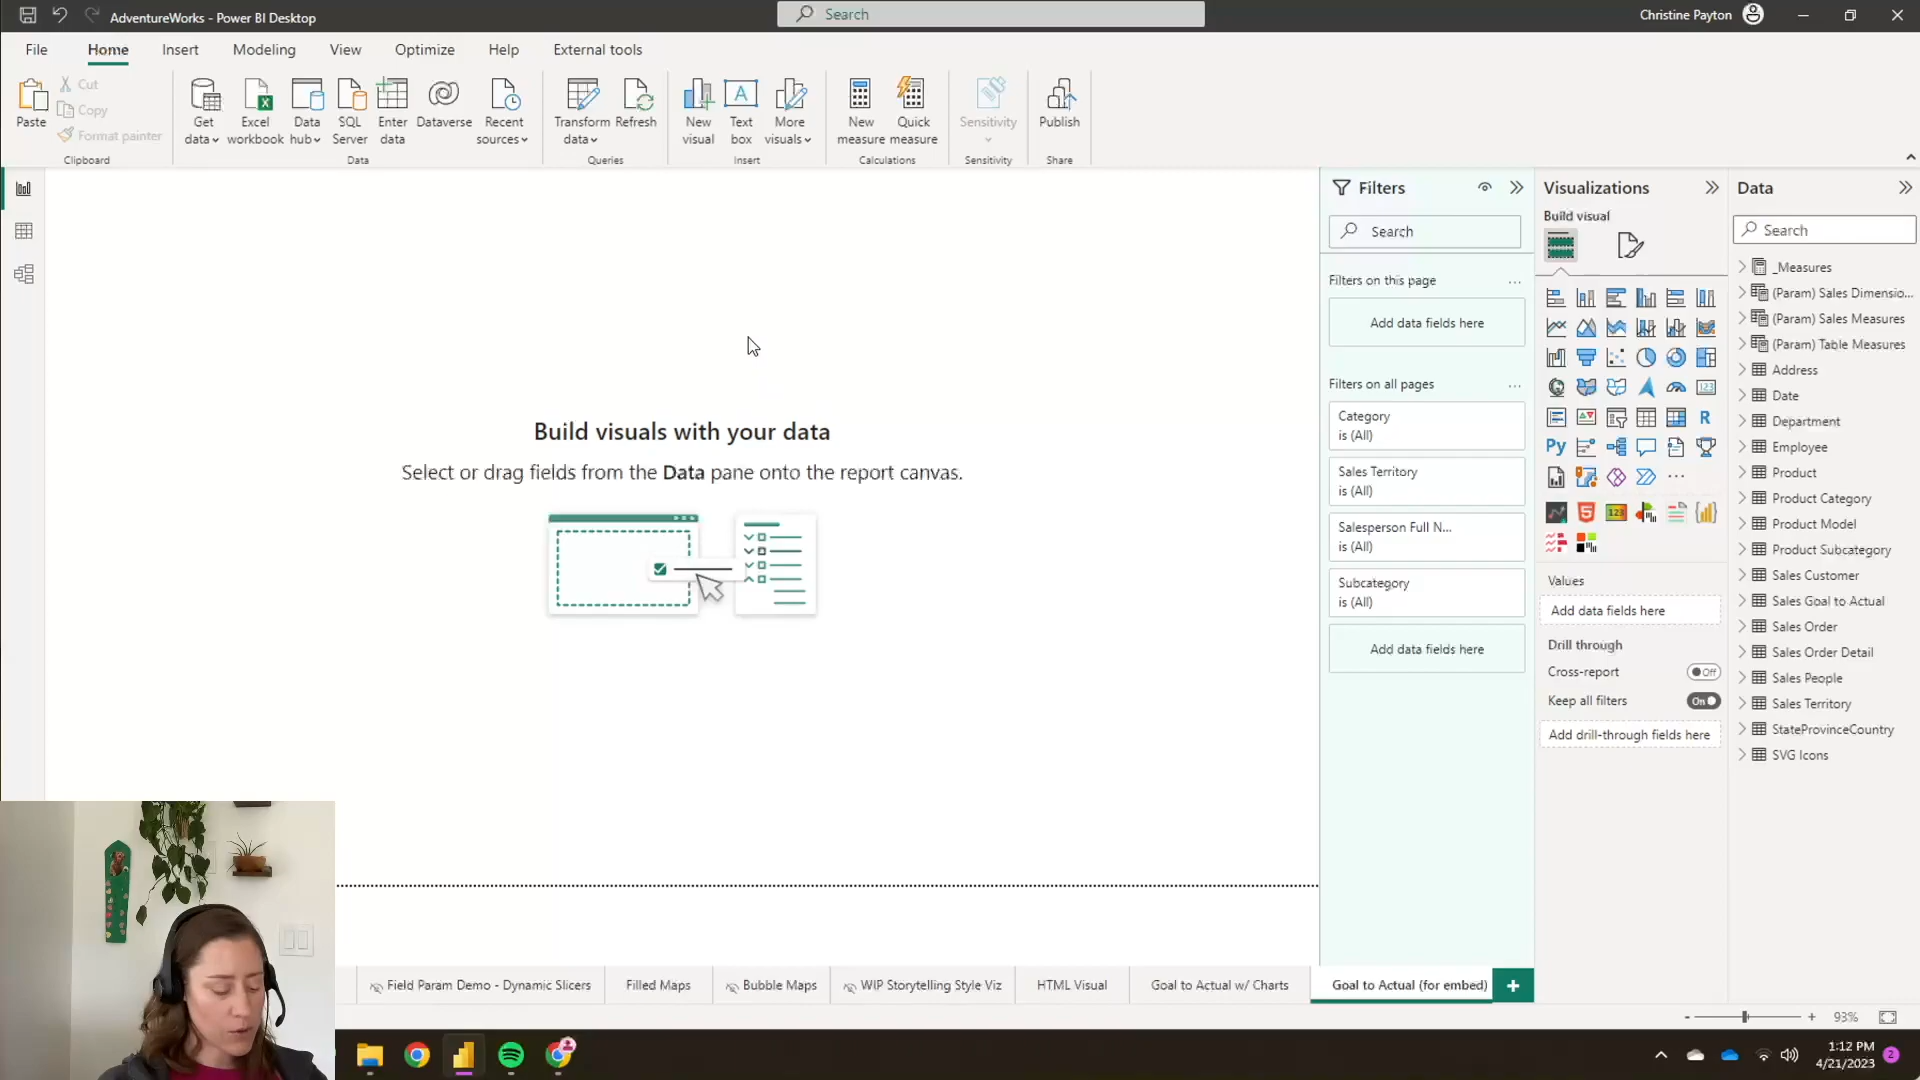 AdventureWorks - Power BI Desktop
Search
Christine Payton
File
Home
Insert
Modeling
View
Optimize
Help
External tools
Paste
Cut
Copy
Format painter
Clipboard
Get
data
Excel
workbook
Data
hub
SQL
Server
Enter
data
Dataverse
Recent
sources
Data
Transform
data
Refresh
Queries
New
visual
Text
box
More
visuals
Insert
New
measure
Quick
measure
Calculations
Sensitivity
Sensitivity
Publish
Share
Build visuals with your data
Select or drag fields from the Data pane onto the report canvas.
Filters
Search
Filters on this page
...
Add data fields here
Filters on all pages
...
Category
is (All)
Sales Territory
is (All)
Salesperson Full N...
is (All)
Subcategory
is (All)
Add data fields here
Visualizations
Build visual
Values
Add data fields here
Drill through
Cross-report
Off
Keep all filters
On
Add drill-through fields here
Data
Search
_Measures
(Param) Sales Dimensio...
(Param) Sales Measures
(Param) Table Measures
Address
Date
Department
Employee
Product
Product Category
Product Model
Product Subcategory
Sales Customer
Sales Goal to Actual
Sales Order
Sales Order Detail
Sales People
Sales Territory
StateProvinceCountry
SVG Icons
Field Param Demo - Dynamic Slicers
Filled Maps
Bubble Maps
WIP Storytelling Style Viz
HTML Visual
Goal to Actual w/ Charts
Goal to Actual (for embed)
+
- + 93%
1:12 PM
4/21/2023
2